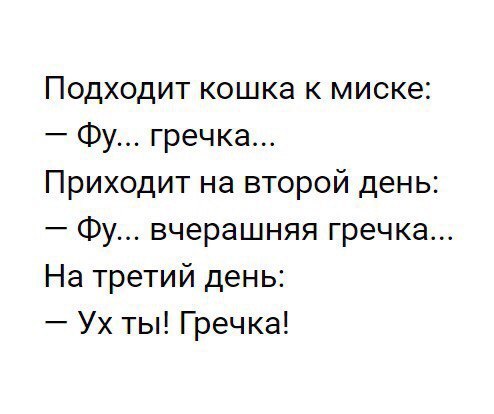 Подходит кошка к миске:
— Фу... гречка...
Приходит на второй день:
— Фу... вчерашняя гречка...
На третий день:
— Ух ты! Гречка!